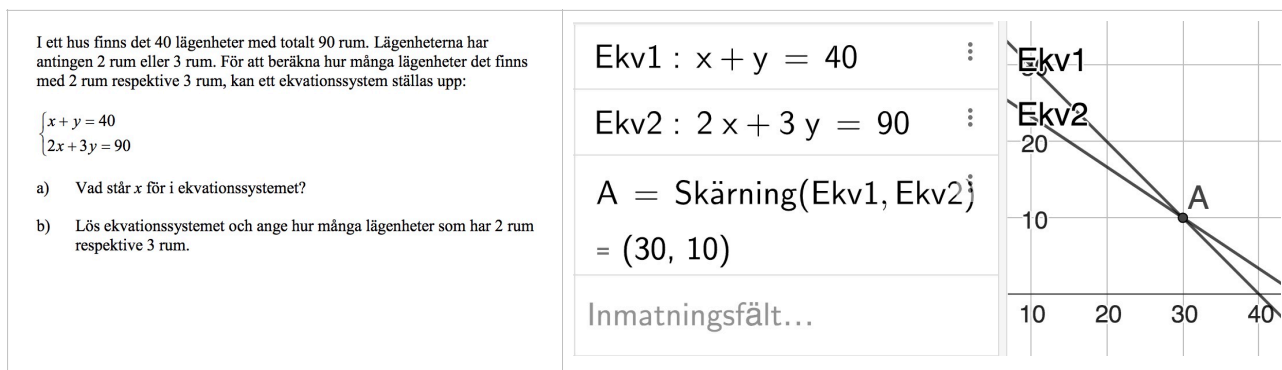 I ett hus finns det 40 lägenheter med totalt 90 rum. Lägenheterna har
antingen 2 rum eller 3 rum. För att beräkna hur många lägenheter det finns
med 2 rum respektive 3 rum, kan ett ekvationssystem ställas upp:
x + y = 40
2x + 3y = 90
a) Vad står x för i ekvationssystemet?
b) Lös ekvationssystemet och ange hur många lägenheter som har 2 rum
respektive 3 rum.
Ekv1 : x + y = 40
Ekv2 : 2 x + 3 y = 90
A = Skärning(Ekv1, Ekv2)
= (30, 10)
Inmatningsfält…
Ekv1
Ekv2
20
A
10
10 20 30 40